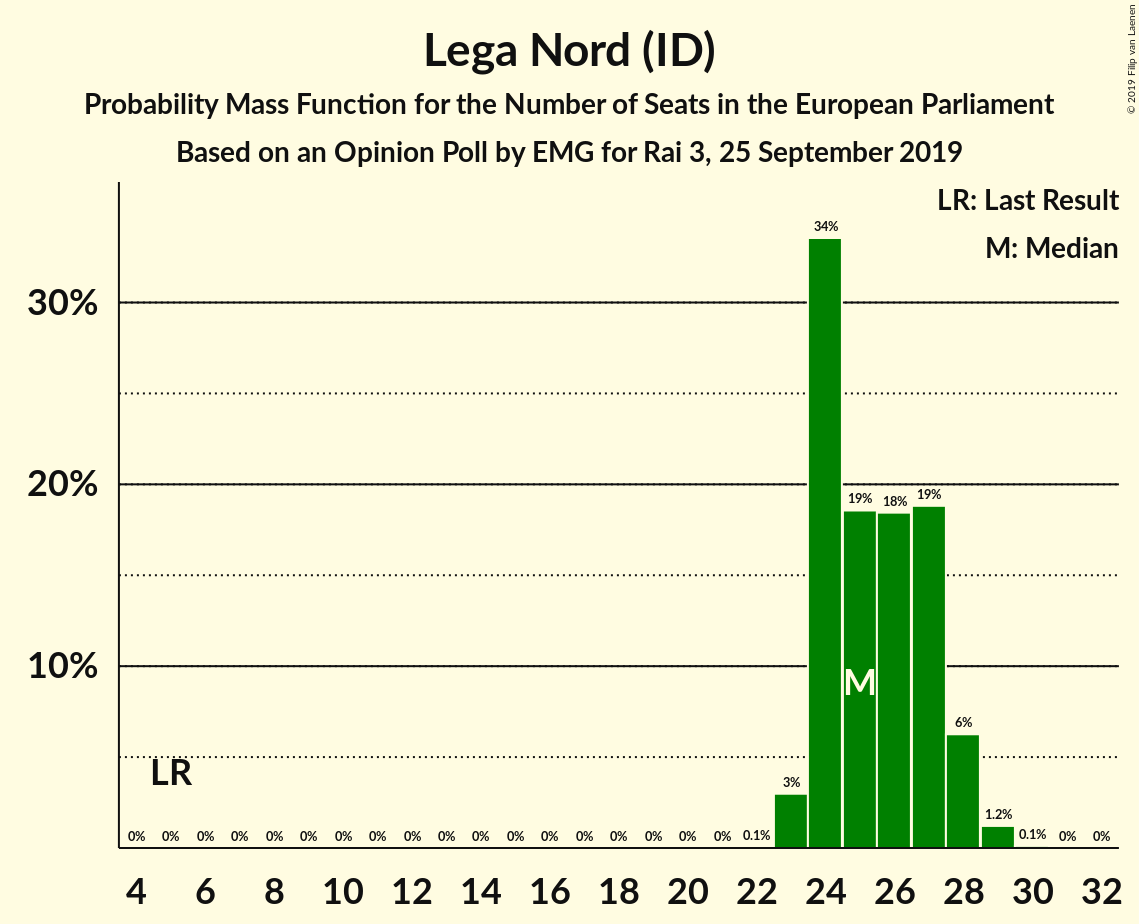 Lega Nord (ID)
Probability Mass Function for the Number of Seats in the European Parliament
Based on an Opinion Poll by EMG for Rai 3, 25 September 2019
© 2019 Filip van Laenen
LR: Last Result
M: Median
30%
20%
10%
LR
M
0% 0% 0% 0% 0% 0% 0% 0% 0% 0% 0% 0% 0% 0% 0% 0% 0% 0% 0.1% 3% 34% 19% 18% 19% 6% 1.2% 0.1% 0% 0%
4 6 8 10 12 14 16 18 20 22 24 26 28 30 32